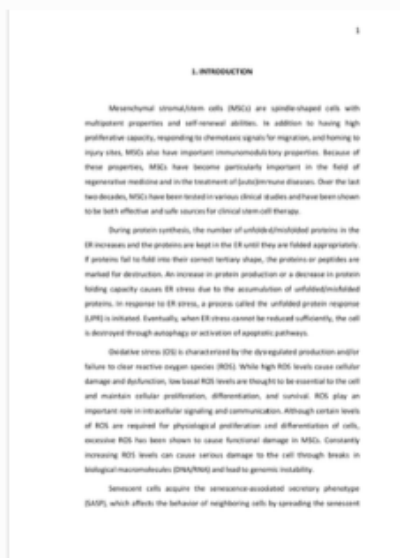 1
1. INTRODUCTION
Mesenchymal stromal/stem cells (MSCs) are spindle-shaped cells with
multipotent properties and self-renewal abilities. In addition to having high
proliferative capacity, responding to chemotaxis signals for migration, and homing to
injury sites, MSCs also have important immunomodulatory properties. Because of
these properties, MSCs have become particularly important in the field of
regenerative medicine and in the treatment of (auto)immune diseases. Over the last
two decades, MSCs have been tested in various clinical studies and have been shown
to be both effective and safe sources for clinical stem cell therapy.
During protein synthesis, the number of unfolded/misfolded proteins in the
ER increases and the proteins are kept in the ER until they are folded appropriately.
If proteins fail to fold into their correct tertiary shape, the proteins or peptides are
marked for destruction. An increase in protein production or a decrease in protein
folding capacity causes ER stress due to the accumulation of unfolded/misfolded
proteins. In response to ER stress, a process called the unfolded protein response
(UPR) is initiated. Eventually, when ER stress cannot be reduced sufficiently, the cell
is destroyed through autophagy or activation of apoptotic pathways.
Oxidative stress (OS) is characterized by the dysregulated production and/or
failure to clear reactive oxygen species (ROS). While high ROS levels cause cellular
damage and dysfunction, low basal ROS levels are thought to be essential to the cell
and maintain cellular proliferation, differentiation, and survival. ROS play an
important role in intracellular signaling and communication. Although certain levels
of ROS are required for physiological proliferation and differentiation of cells,
excessive ROS has been shown to cause functional damage in MSCs. Constantly
increasing ROS levels can cause serious damage to the cell through breaks in
biological macromolecules (DNA/RNA) and lead to genomic instability.
Senescent cells acquire the senescence-associated secretory phenotype
(SASP), which affects the behavior of neighboring cells by spreading the senescent